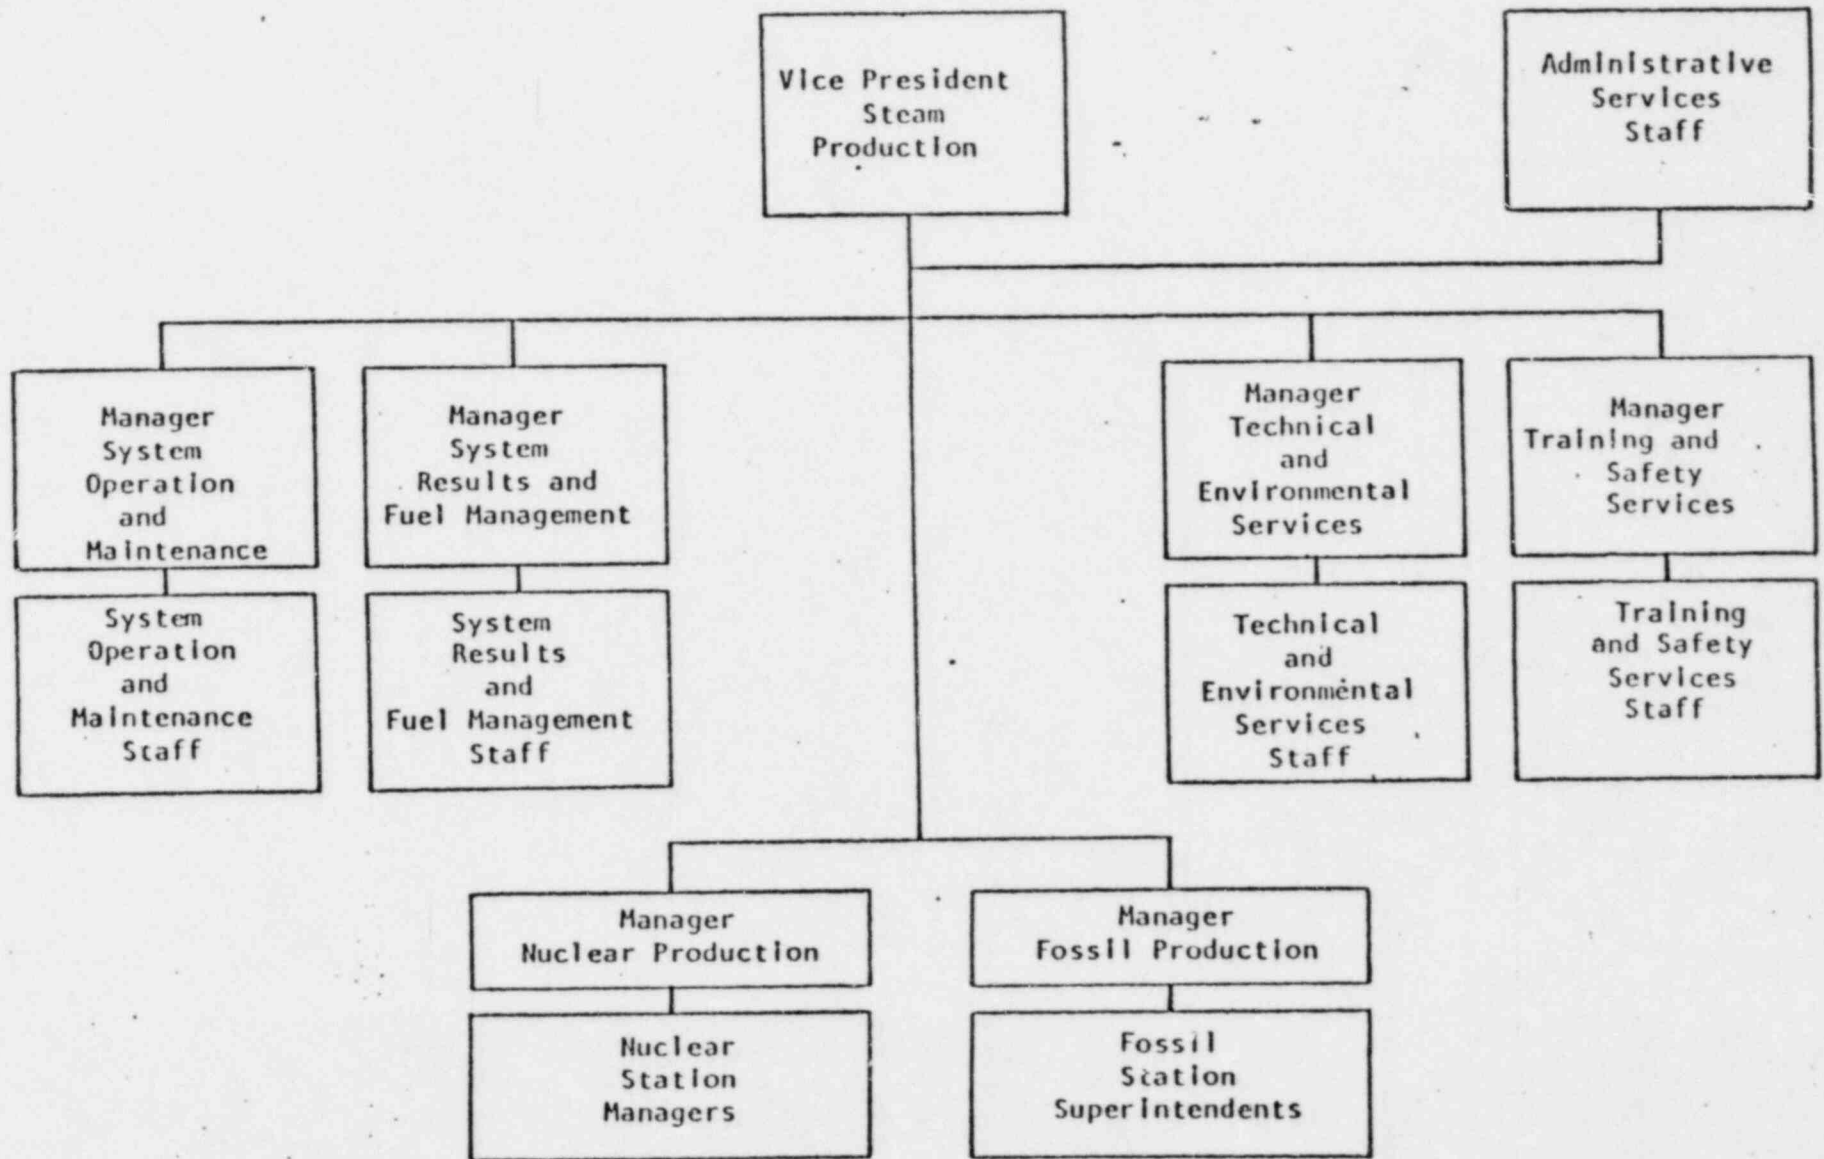 Vice President
Steam
Production
Administrative
Services
Staff
Manager
System
Operation
and
Maintenance
Manager
System
Results and
Fuel Management
Manager
Technical
and
Environmental
Services
Manager
Training and
Safety
Services
System
Operation
and
Maintenance
Staff
System
Results
and
Fuel Management
Staff
Technical
and
Environmental
Services
Staff
Training
and Safety
Services
Staff
Manager
Nuclear Production
Manager
Fossil Production
Nuclear
Station
Managers
Fossil
Station
Superintendents